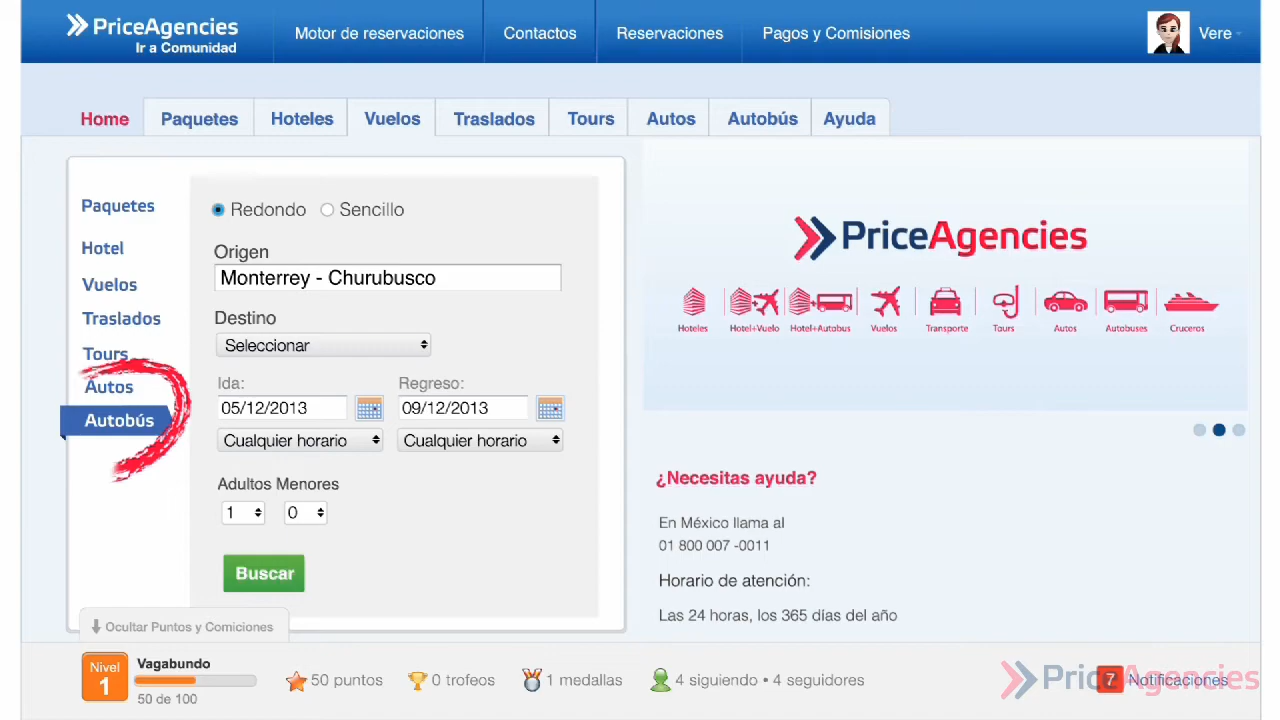 PriceAgencies
Ir a Comunidad
Motor de reservaciones
Contactos
Reservaciones
Pagos y Comisiones
Vere
Home
Paquetes
Hoteles
Vuelos
Traslados
Tours
Autos
Autobús
Ayuda
Paquetes
Hotel
Vuelos
Traslados
Tours
Autos
Autobús
Redondo
Sencillo
Origen
Monterrey - Churubusco
Destino
Seleccionar
Ida:
Regreso:
05/12/2013
09/12/2013
Cualquier horario
Cualquier horario
Adultos Menores
1
0
Buscar
PriceAgencies
Hoteles
Hotel+Vuelo
Hotel+Autobus
Vuelos
Transporte
Tours
Autos
Autobuses
Cruceros
¿Necesitas ayuda?
En México llama al
01 800 007 -0011
Horario de atención:
Las 24 horas, los 365 días del año
Ocultar Puntos y Comiciones
Nivel
1
Vagabundo
50 de 100
50 puntos
0 trofeos
1 medallas
4 siguiendo • 4 seguidores
7
Notificaciones
PriceAgencies